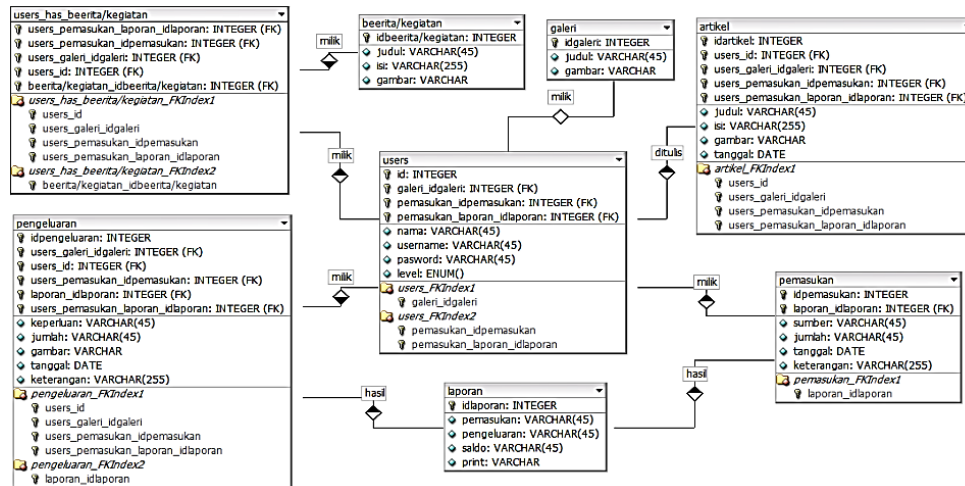 users_has_beerita/kegiatan
users_pemasukan_laporan_idlaporan: INTEGER (FK)
users_pemasukan_idpemasukan: INTEGER (FK)
users_galeri_idgaleri: INTEGER (FK)
users_id: INTEGER (FK)
beerita/kegiatan_idbeerita/kegiatan: INTEGER (FK)
users_has_beerita/kegiatan_FKIndex1
users_id
users_galeri_idgaleri
users_pemasukan_idpemasukan
users_pemasukan_laporan_idlaporan
users_has_beerita/kegiatan_FKIndex2
beerita/kegiatan_idbeerita/kegiatan
milik
beerita/kegiatan
idbeerita/kegiatan: INTEGER
judul: VARCHAR(45)
isi: VARCHAR(255)
gambar: VARCHAR
galeri
idgaleri: INTEGER
judul: VARCHAR(45)
gambar: VARCHAR
milik
artikel
idartikel: INTEGER
users_id: INTEGER (FK)
users_galeri_idgaleri: INTEGER (FK)
users_pemasukan_idpemasukan: INTEGER (FK)
users_pemasukan_laporan_idlaporan: INTEGER (FK)
judul: VARCHAR(45)
isi: VARCHAR(255)
gambar: VARCHAR
tanggal: DATE
artikel_FKIndex1
users_id
users_galeri_idgaleri
users_pemasukan_idpemasukan
users_pemasukan_laporan_idlaporan
milik
users
id: INTEGER
galeri_idgaleri: INTEGER (FK)
pemasukan_idpemasukan: INTEGER (FK)
pemasukan_laporan_idlaporan: INTEGER (FK)
nama: VARCHAR(45)
username: VARCHAR(45)
pasword: VARCHAR(45)
level: ENUM()
users_FKIndex1
galeri_idgaleri
users_FKIndex2
pemasukan_idpemasukan
pemasukan_laporan_idlaporan
ditulis
pengeluaran
idpengeluaran: INTEGER
users_galeri_idgaleri: INTEGER (FK)
users_id: INTEGER (FK)
users_pemasukan_idpemasukan: INTEGER (FK)
laporan_idlaporan: INTEGER (FK)
users_pemasukan_laporan_idlaporan: INTEGER (FK)
keperluan: VARCHAR(45)
jumlah: VARCHAR(45)
gambar: VARCHAR
tanggal: DATE
keterangan: VARCHAR(255)
pengeluaran_FKIndex1
users_id
users_galeri_idgaleri
users_pemasukan_idpemasukan
users_pemasukan_laporan_idlaporan
pengeluaran_FKIndex2
laporan_idlaporan
milik
milik
pemasukan
idpemasukan: INTEGER
laporan_idlaporan: INTEGER (FK)
sumber: VARCHAR(45)
jumlah: VARCHAR(45)
tanggal: DATE
keterangan: VARCHAR(255)
pemasukan_FKIndex1
laporan_idlaporan
hasil
laporan
idlaporan: INTEGER
pemasukan: VARCHAR(45)
pengeluaran: VARCHAR(45)
saldo: VARCHAR(45)
print: VARCHAR
hasil